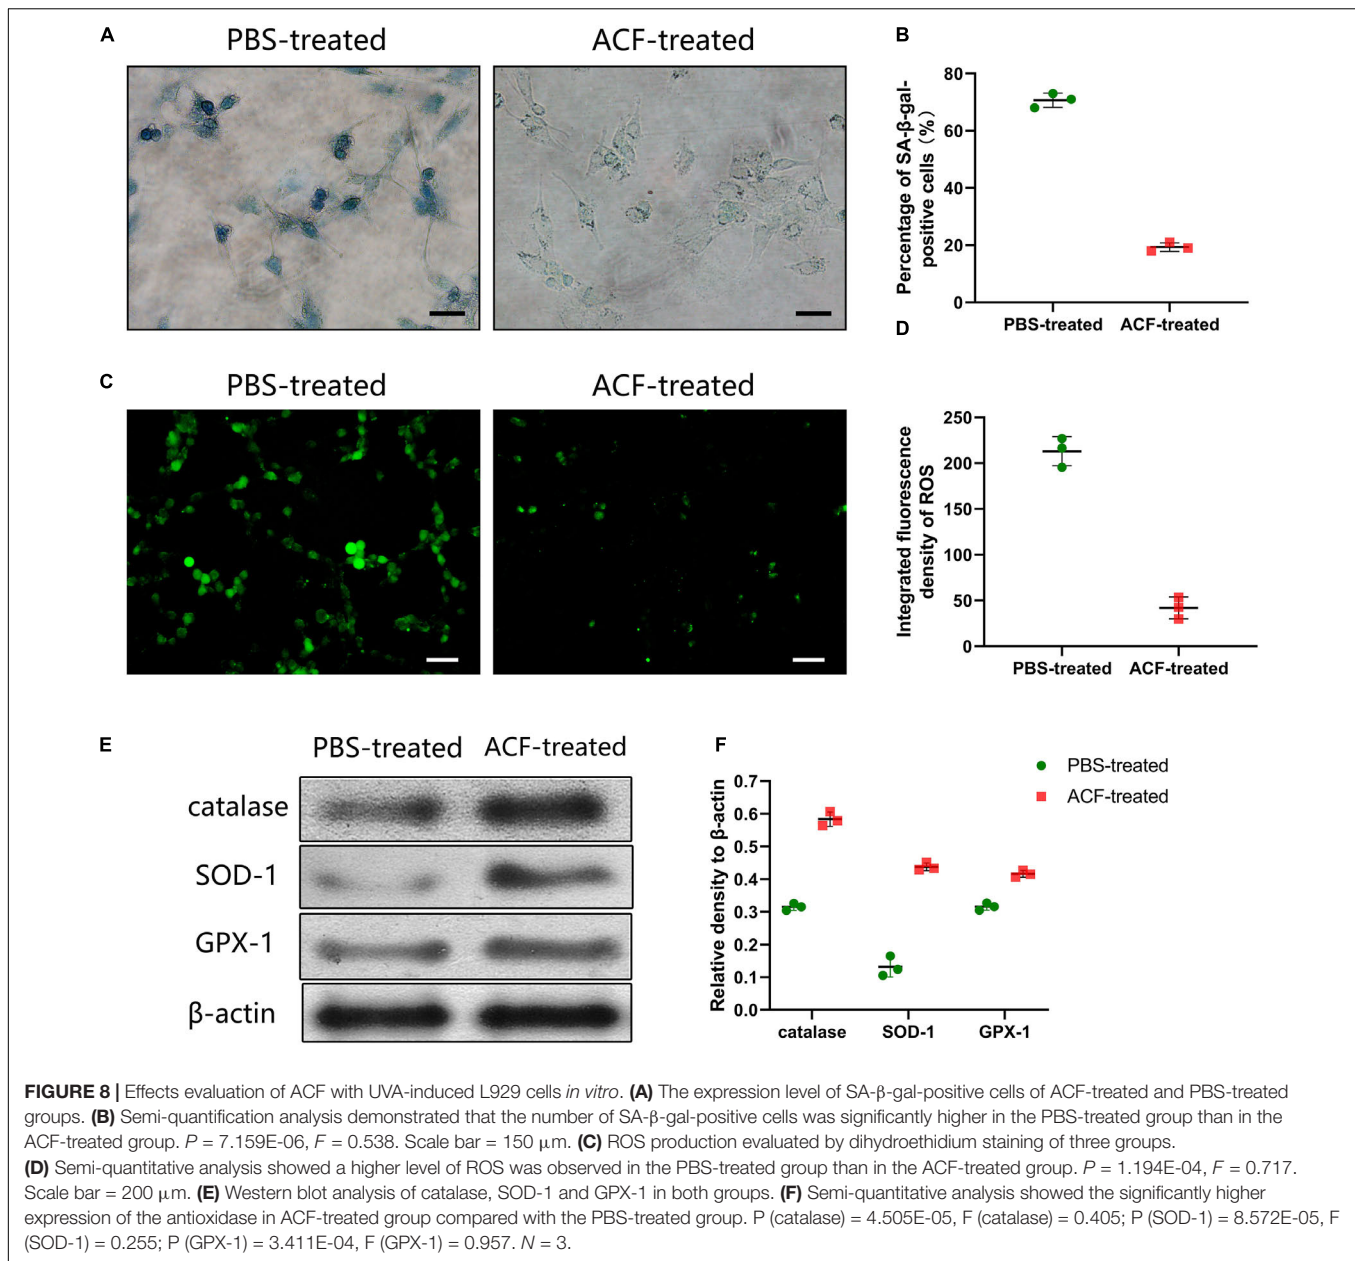 A
PBS-treated
ACF-treated
B
Percentage of SA-β-gal-
positive cells (%)
80
60
40
20
0
PBS-treated
ACF-treated
C
PBS-treated
ACF-treated
D
Integrated fluorescence
density of ROS
250
200
150
100
50
0
PBS-treated
ACF-treated
E
PBS-treated
ACF-treated
catalase
SOD-1
GPX-1
β-actin
F
PBS-treated
ACF-treated
Relative density to β-actin
0.7
0.6
0.5
0.4
0.3
0.2
0.1
0.0
catalase
SOD-1
GPX-1
FIGURE 8 | Effects evaluation of ACF with UVA-induced L929 cells in vitro. (A) The expression level of SA-β-gal-positive cells of ACF-treated and PBS-treated
groups. (B) Semi-quantification analysis demonstrated that the number of SA-β-gal-positive cells was significantly higher in the PBS-treated group than in the
ACF-treated group. P = 7.159E-06, F = 0.538. Scale bar = 150 μm. (C) ROS production evaluated by dihydroethidium staining of three groups.
(D) Semi-quantitative analysis showed a higher level of ROS was observed in the PBS-treated group than in the ACF-treated group. P = 1.194E-04, F = 0.717.
Scale bar = 200 μm. (E) Western blot analysis of catalase, SOD-1 and GPX-1 in both groups. (F) Semi-quantitative analysis showed the significantly higher
expression of the antioxidase in ACF-treated group compared with the PBS-treated group. P (catalase) = 4.505E-05, F (catalase) = 0.405; P (SOD-1) = 8.572E-05, F
(SOD-1) = 0.255; P (GPX-1) = 3.411E-04, F (GPX-1) = 0.957. N = 3.